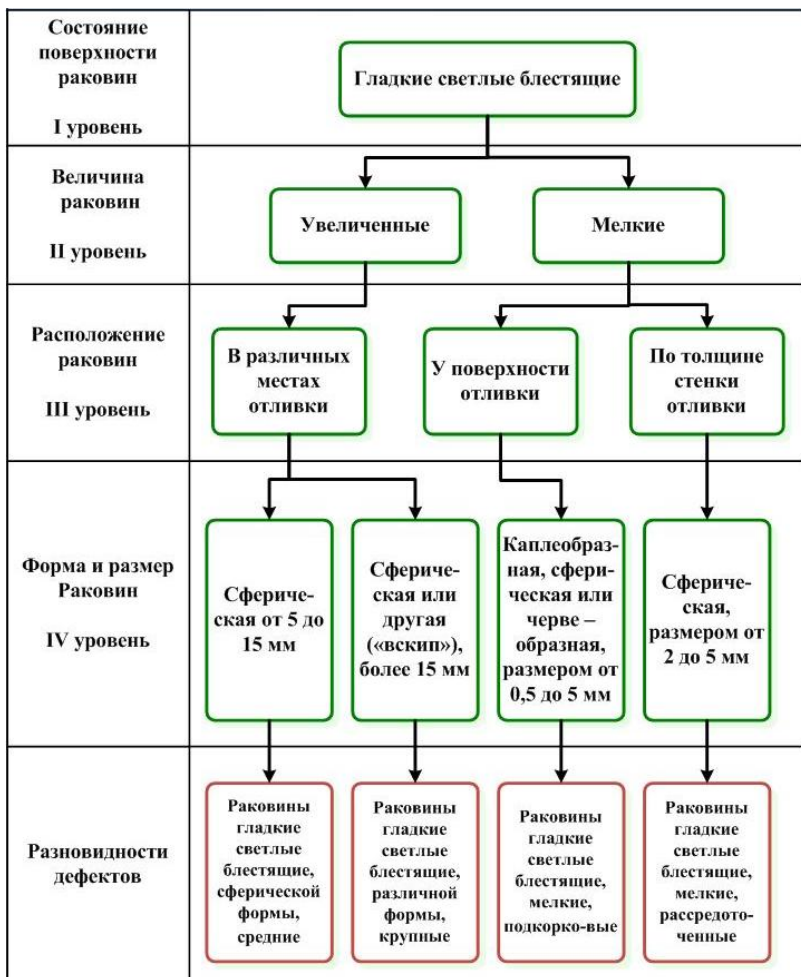 Состояние
поверхности
раковин
I уровень
Гладкие светлые блестящие
Величина
раковин
II уровень
Увеличенные
Мелкие
Расположение
раковин
III уровень
В различных
местах
отливки
У поверхности
отливки
По толщине
стенки
отливки
Форма и размер
Раковин
IV уровень
Сфериче-
ская от 5 до
15 мм
Сфериче-
ская или
другая
(«вскип»),
более 15 мм
Каплеобраз-
ная, сфери-
ческая или
черве –
образная,
размером от
0,5 до 5 мм
Сфериче-
ская,
размером от
2 до 5 мм
Разновидности
дефектов
Раковины
гладкие
светлые
блестящие,
сферической
формы,
средние
Раковины
гладкие
светлые
блестящие,
различной
формы,
крупные
Раковины
гладкие
светлые
блестящие,
мелкие,
подкорко-вые
Раковины
гладкие
светлые
блестящие,
мелкие,
рассредото-
ченные